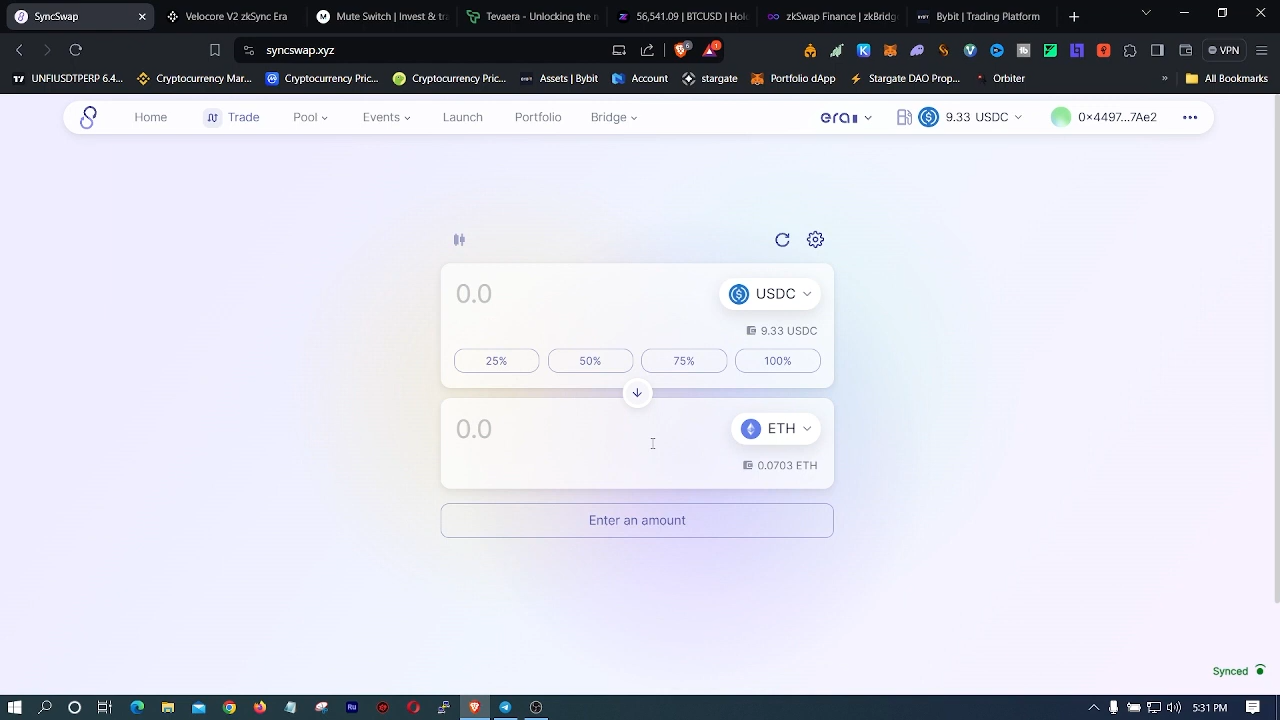 SyncSwap
Velocore V2 zkSync Era
Mute Switch | Invest & tra
Tevaera - Unlocking the n
56,541.09 | BTCUSD | Hol
zkSwap Finance | zkBridg
Bybit | Trading Platform
syncswap.xyz
VPN
UNFIUSDTPERP 6.4...
Cryptocurrency Mar...
Cryptocurrency Pric...
Cryptocurrency Pric...
Assets | Bybit
Account
stargate
Portfolio dApp
Stargate DAO Prop...
Orbiter
»
All Bookmarks
Home
Trade
Pool
Events
Launch
Portfolio
Bridge
era
9.33 USDC
0×4497...7Ae2
0.0
USDC
9.33 USDC
25%
50%
75%
100%
0.0
ETH
0.0703 ETH
Enter an amount
Synced
5:31 PM